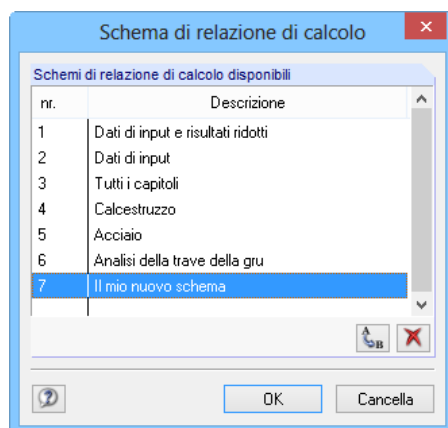 Schema di relazione di calcolo
Schemi di relazione di calcolo disponibili
nr. Descrizione
1 Dati di input e risultati ridotti
2 Dati di input
3 Tutti i capitoli
4 Calcestruzzo
5 Acciaio
6 Analisi della trave della gru
7 Il mio nuovo schema
A B
OK Cancella